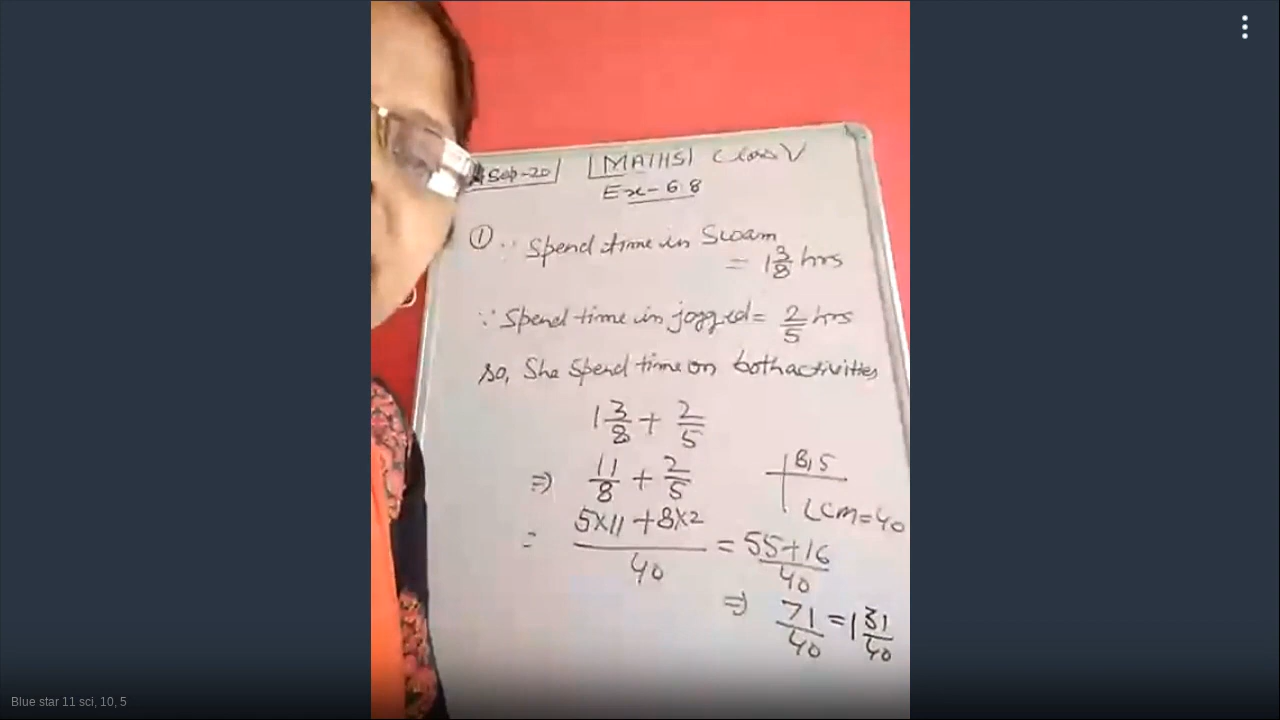 Sep-20 MATHS Class V
Ex-6.8
① ∵ Spend time in Swam
= 1 3/8 hrs
∵ Spend time in jogged = 2/5 hrs
so, She Spend time on both activities
1 3/8 + 2/5
⇒ 11/8 + 2/5
8,5
LCM=40
= 5×11+8×2/40 = 55+16/40
⇒ 71/40 = 1 31/40
Blue star 11 sci, 10, 5